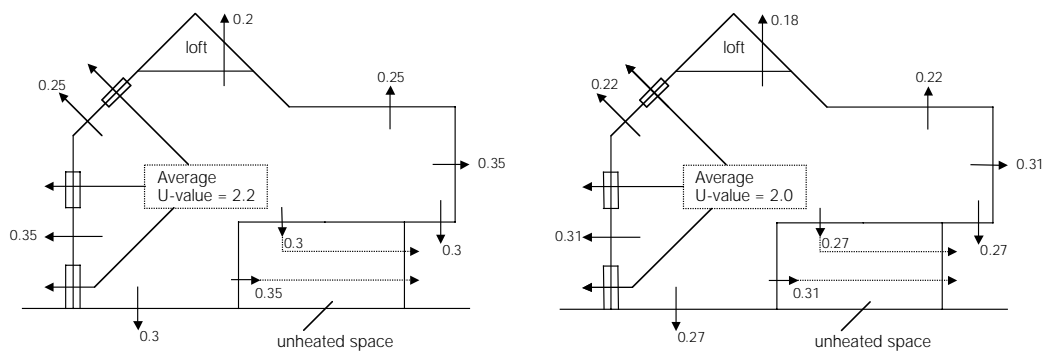 0.2
loft
0.25
0.25
0.35
Average
U-value = 2.2
0.35
0.3
0.3
0.35
0.3
unheated space
0.18
loft
0.22
0.22
0.31
Average
U-value = 2.0
0.31
0.27
0.27
0.31
0.27
unheated space